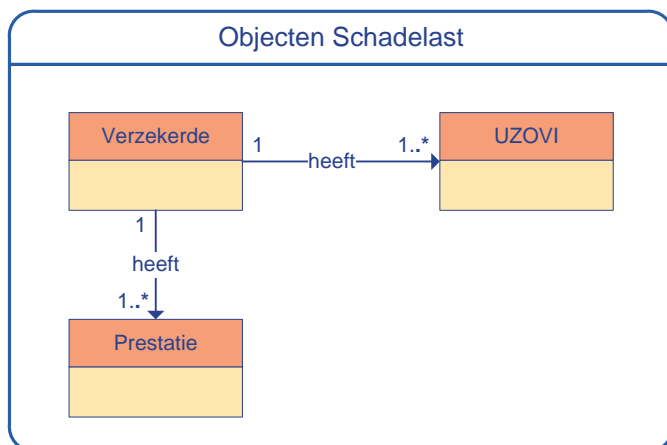 Objecten Schadelast
Verzekerde
UZOVI
1
1..*
heeft
1
heeft
1..*
Prestatie